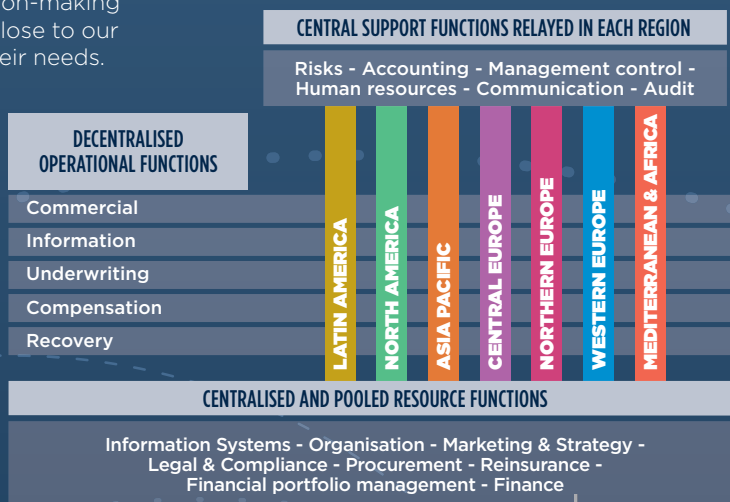 lose to our
eir needs.
CENTRAL SUPPORT FUNCTIONS RELAYED IN EACH REGION
Risks - Accounting - Management control -
Human resources - Communication - Audit
DECENTRALISED
OPERATIONAL FUNCTIONS
Commercial
Information
Underwriting
Compensation
Recovery
LATIN AMERICA
NORTH AMERICA
ASIA PACIFIC
CENTRAL EUROPE
NORTHERN EUROPE
WESTERN EUROPE
MEDITERRANEAN & AFRICA
CENTRALISED AND POOLED RESOURCE FUNCTIONS
Information Systems - Organisation - Marketing & Strategy -
Legal & Compliance - Procurement - Reinsurance -
Financial portfolio management - Finance